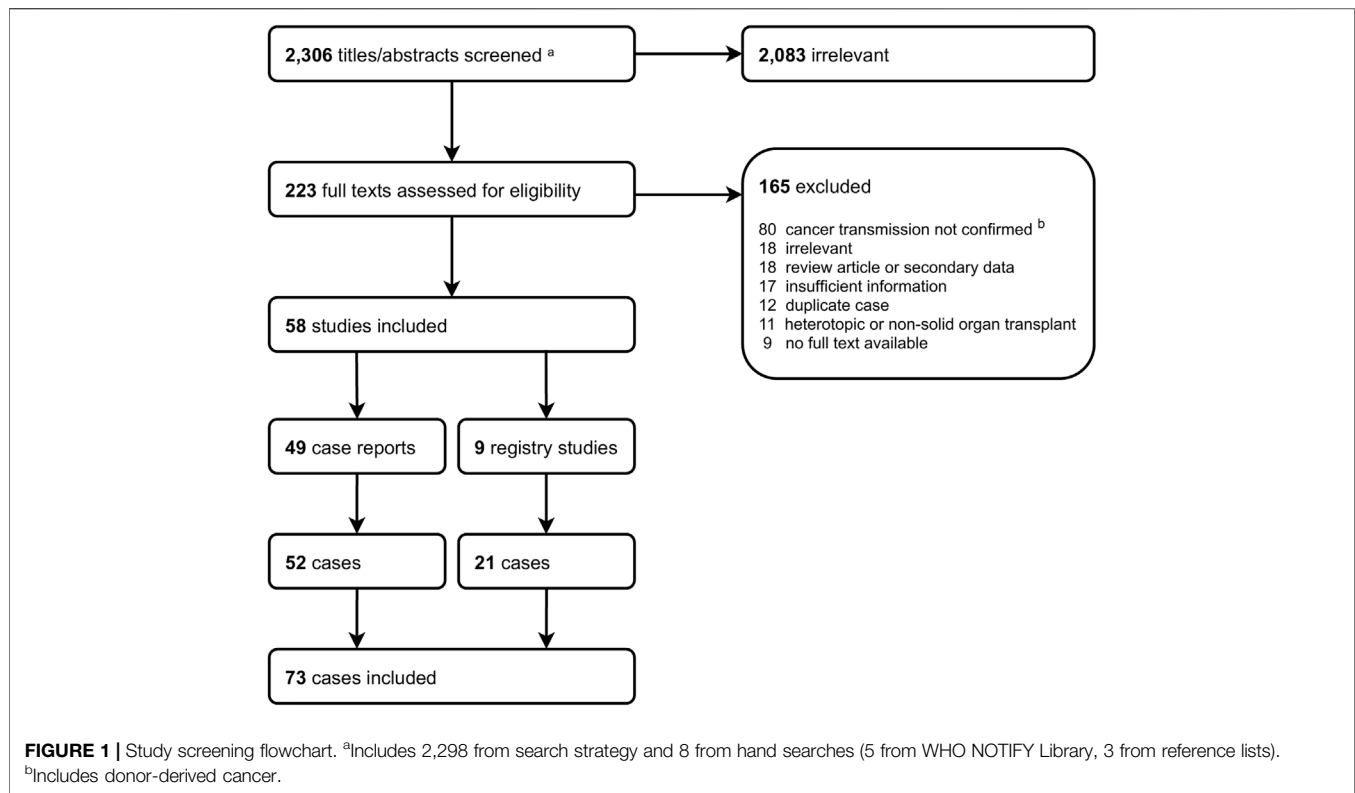 2,306 titles/abstracts screened a
2,083 irrelevant
223 full texts assessed for eligibility
165 excluded
80 cancer transmission not confirmed b
18 irrelevant
18 review article or secondary data
17 insufficient information
12 duplicate case
11 heterotopic or non-solid organ transplant
9 no full text available
58 studies included
49 case reports
9 registry studies
52 cases
21 cases
73 cases included
FIGURE 1 | Study screening flowchart. aIncludes 2,298 from search strategy and 8 from hand searches (5 from WHO NOTIFY Library, 3 from reference lists).
bIncludes donor-derived cancer.